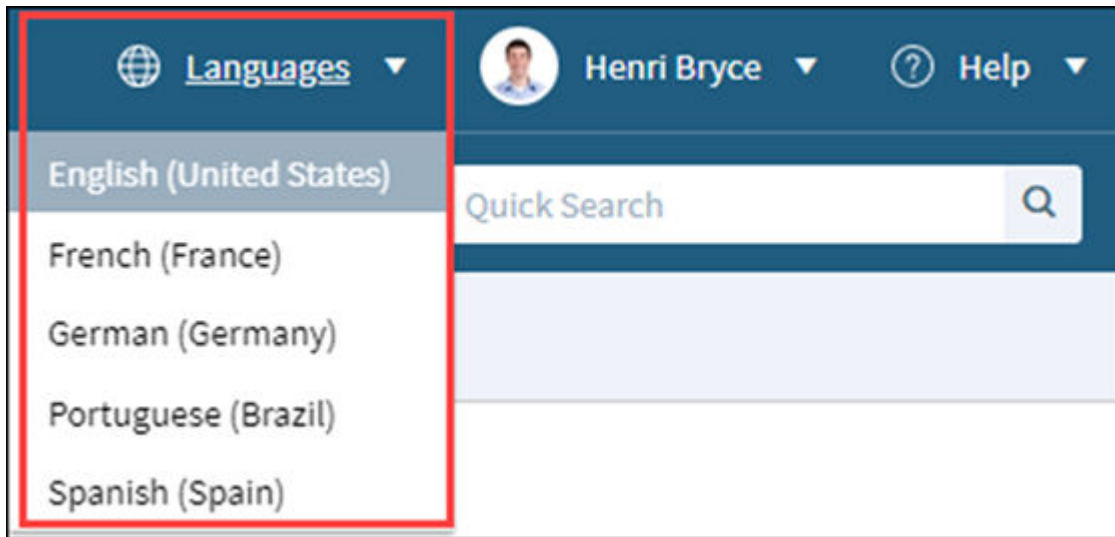 Languages Henri Bryce Help
English (United States)
Quick Search
French (France)
German (Germany)
Portuguese (Brazil)
Spanish (Spain)